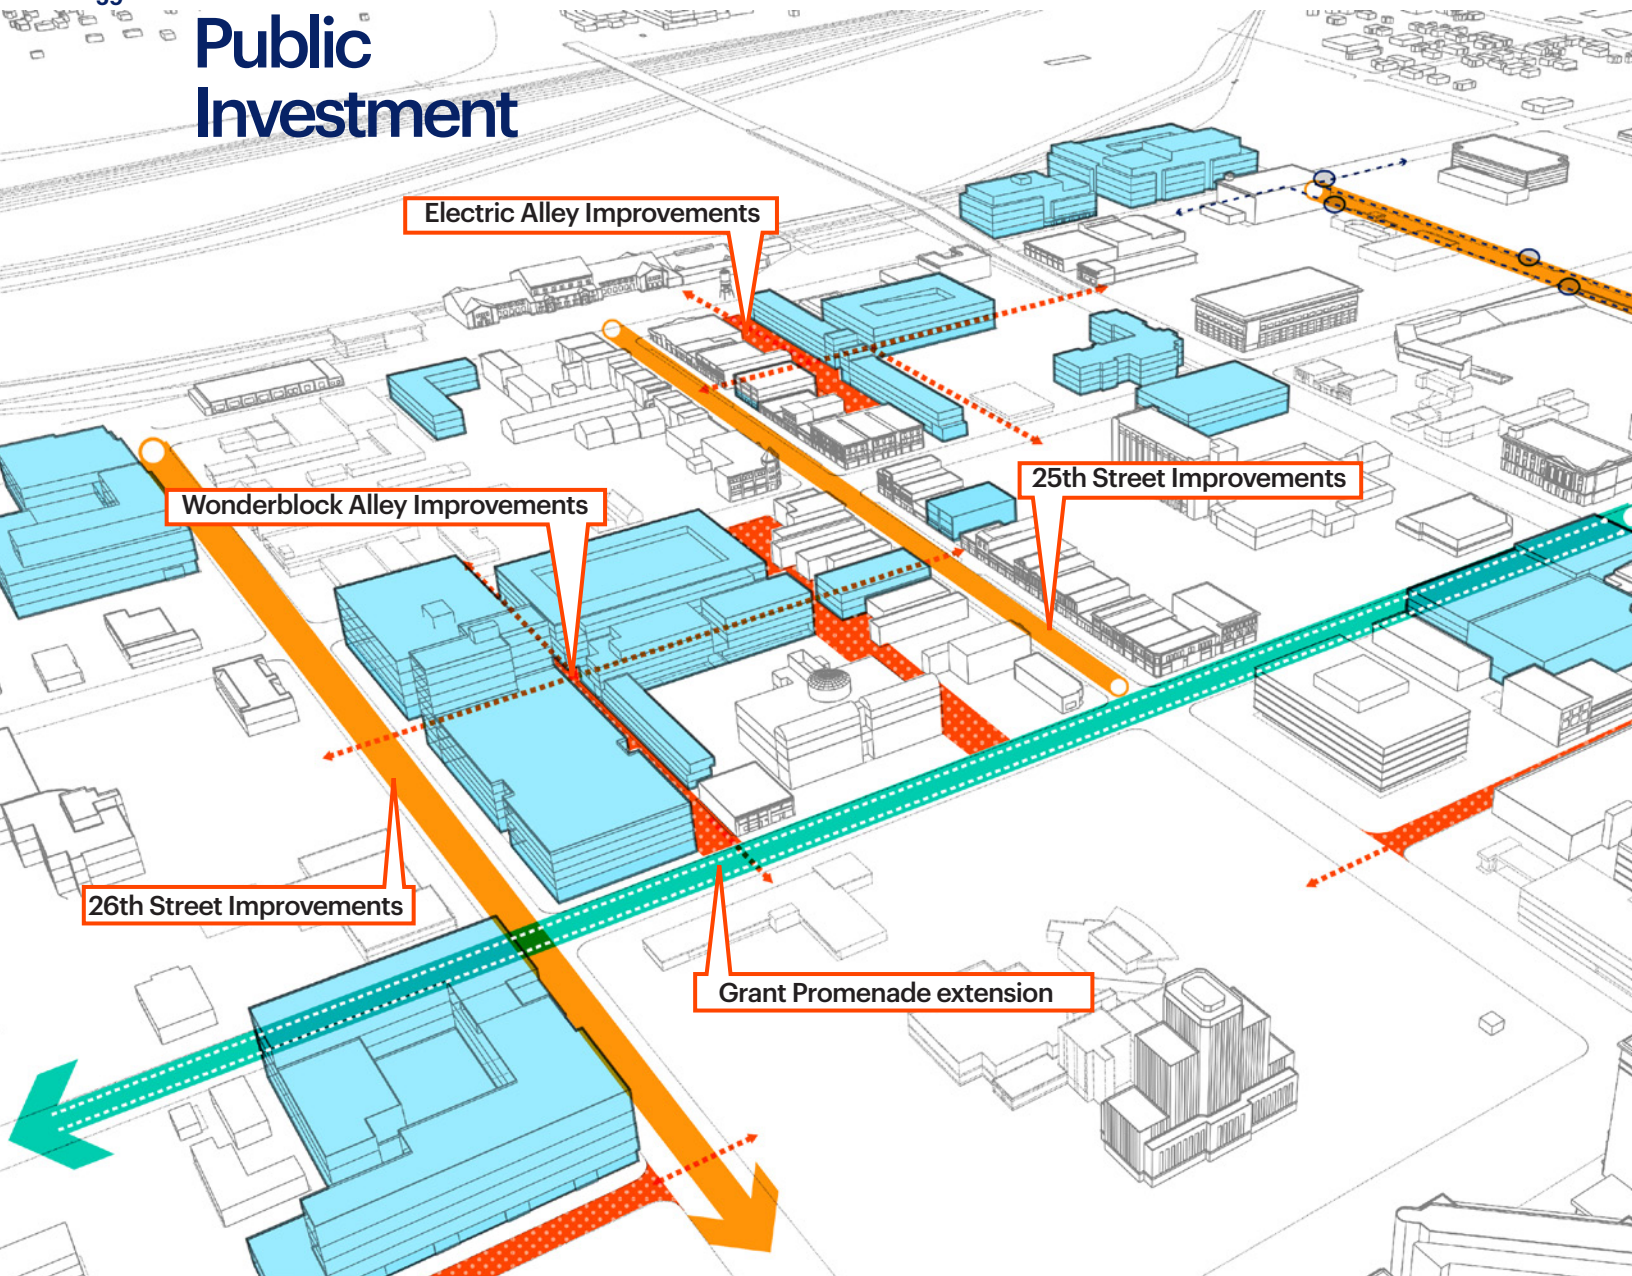 Public
Investment
Electric Alley Improvements
25th Street Improvements
Wonderblock Alley Improvements
26th Street Improvements
Grant Promenade extension